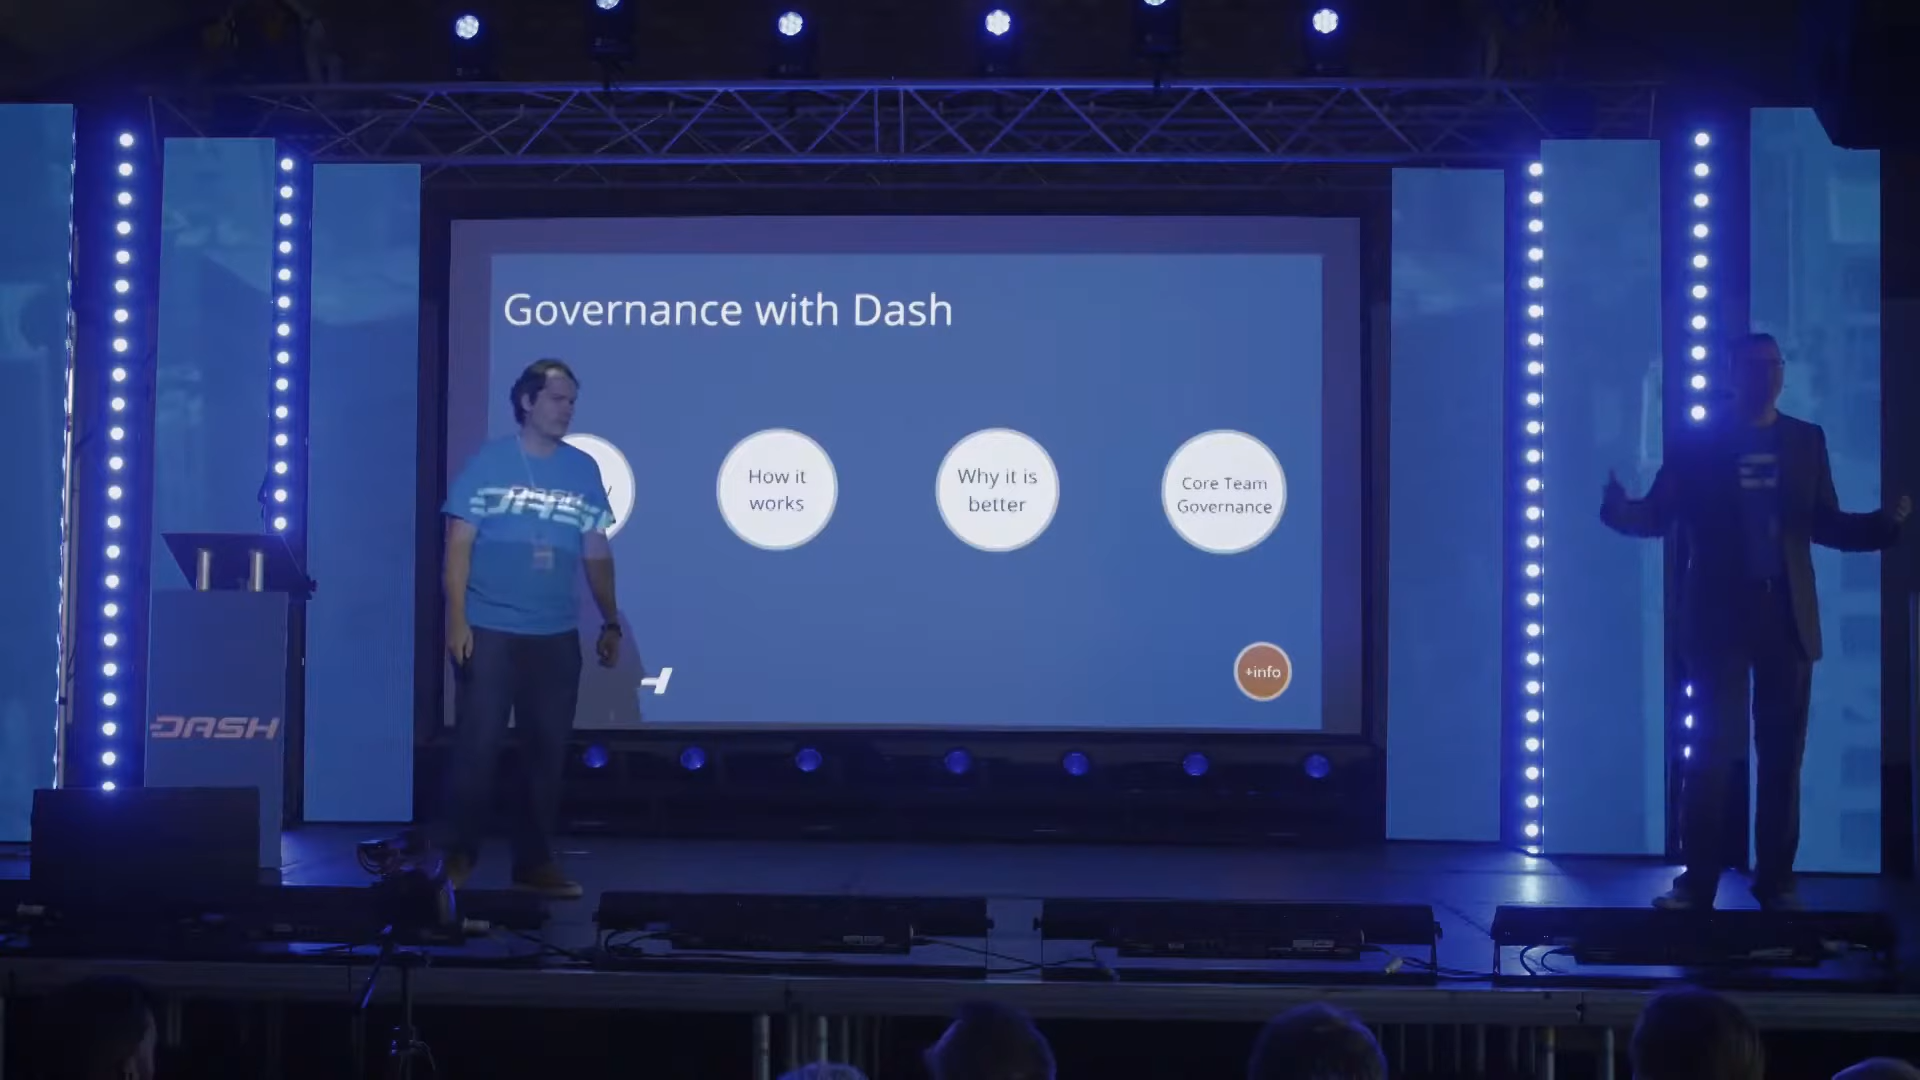 Governance with Dash
How it
works
Why it is
better
Core Team
Governance
+info
DASH
DASH